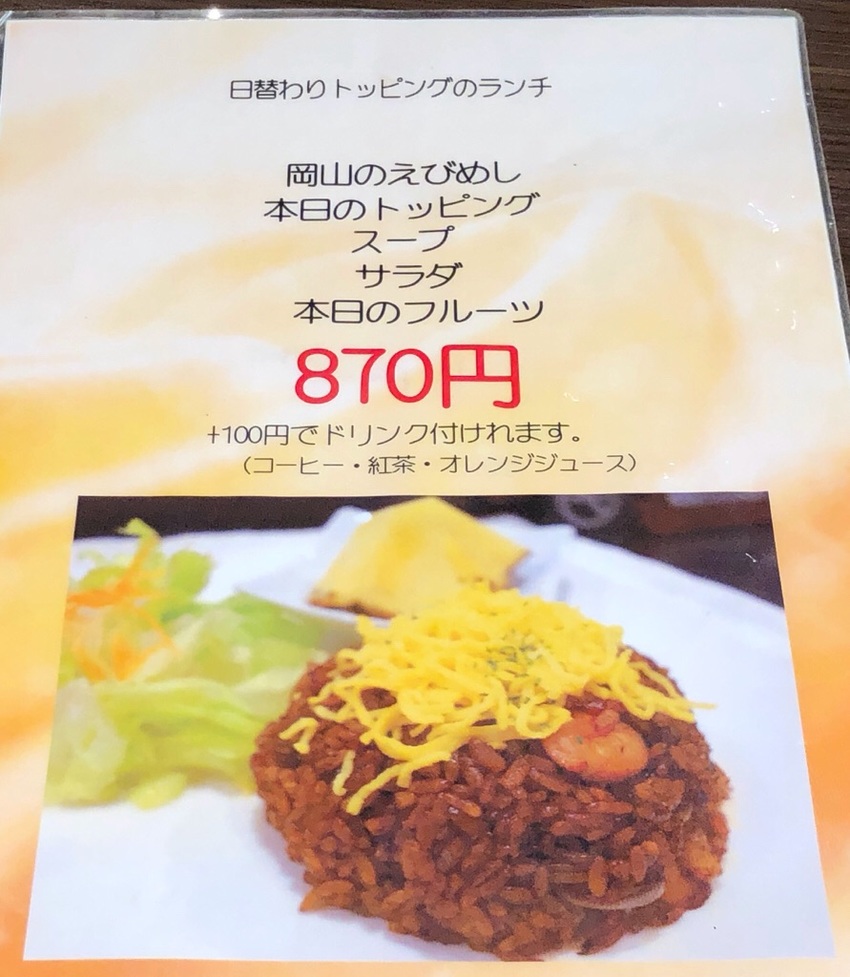 日替わりトッピングのランチ
岡山のえびめし
本日のトッピング
スープ
サラダ
本日のフルーツ
870円
+100円でドリンク付けれます。
(コーヒー・紅茶・オレンジジュース)